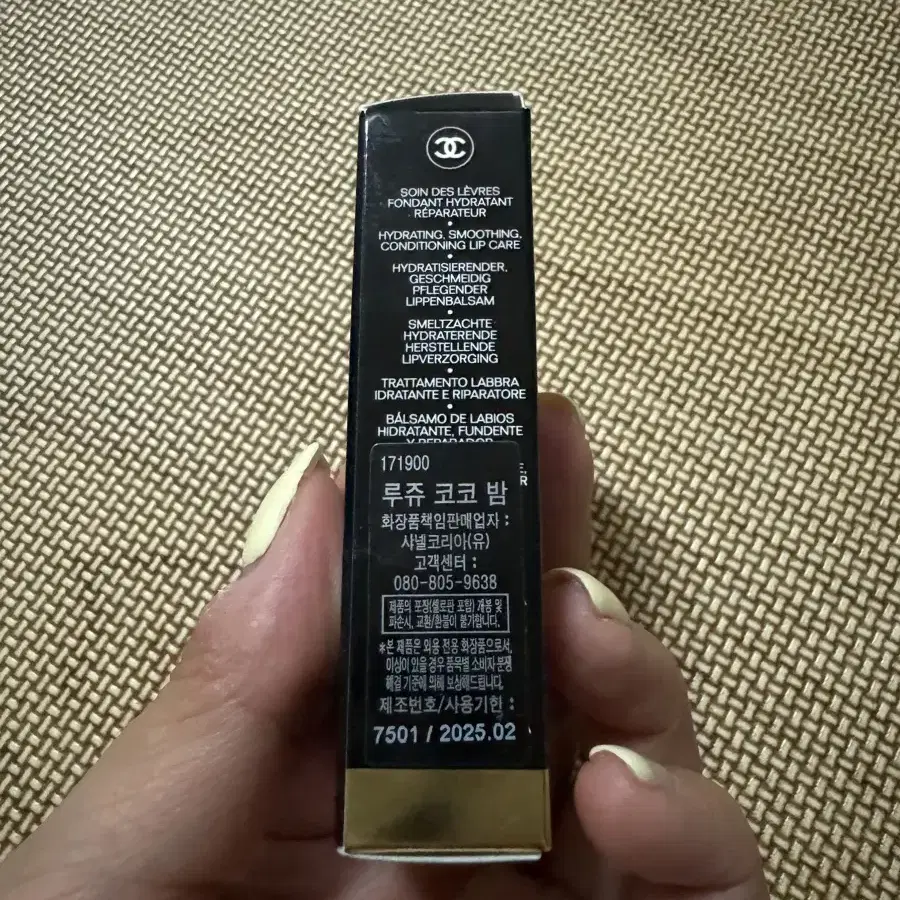 SOIN DES LÈVRES
FONDANT HYDRATANT
RÉPARATEUR
•
HYDRATING, SMOOTHING,
CONDITIONING LIP CARE
•
HYDRATISIERENDER,
GESCHMEIDIG
PFLEGENDER
LIPPENBALSAM
•
SMELTZACHTE
HYDRATERENDE
HERSTELLENDE
LIPVERZORGING
•
TRATTAMENTO LABBRA
IDRATANTE E RIPARATORE
•
BÁLSAMO DE LABIOS
HIDRATANTE, FUNDENTE
Y REPARADOR
171900
루쥬 코코 밤
화장품책임판매업자 :
샤넬코리아(유)
고객센터 :
080-805-9638
제품의 포장(셀로판 포함) 개봉 및
파손시, 교환/환불이 불가합니다.
*본 제품은 외용 전용 화장품으로서,
이상이 있을 경우 품목별 소비자 분쟁
해결 기준에 의해 보상해드립니다.
제조번호/사용기한 :
7501 / 2025.02